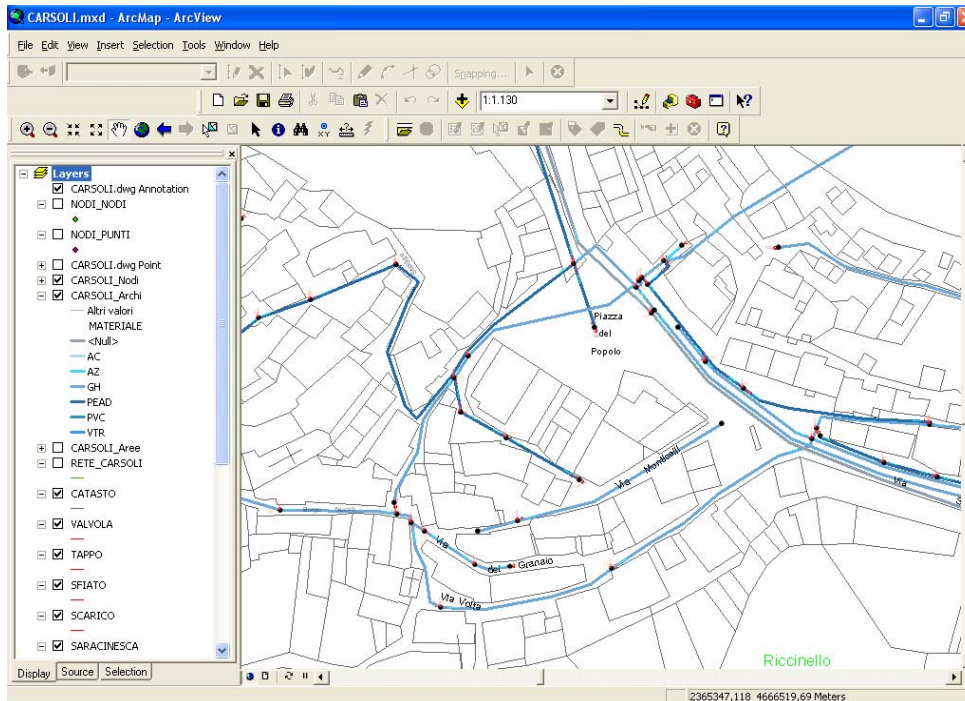 CARSOLI.mxd - ArcMap - ArcView
File Edit View Insert Selection Tools Window Help
Snapping...
1:1.130
Layers
CARSOLI.dwg Annotation
NODI_NODI
NODI_PUNTI
CARSOLI.dwg Point
CARSOLI_Nodi
CARSOLI_Archi
Altri valori
MATERIALE
<Null>
AC
AZ
GH
PEAD
PVC
VTR
CARSOLI_Aree
RETE_CARSOLI
CATASTO
VALVOLA
TAPPO
SFIATO
SCARICO
SARACINESCA
Display Source Selection
Piazza
del
Popolo
Via Monticelli
Via
S
Via
del Granaio
Via Volta
Riccinello
2365347,118 4666519,69 Meters